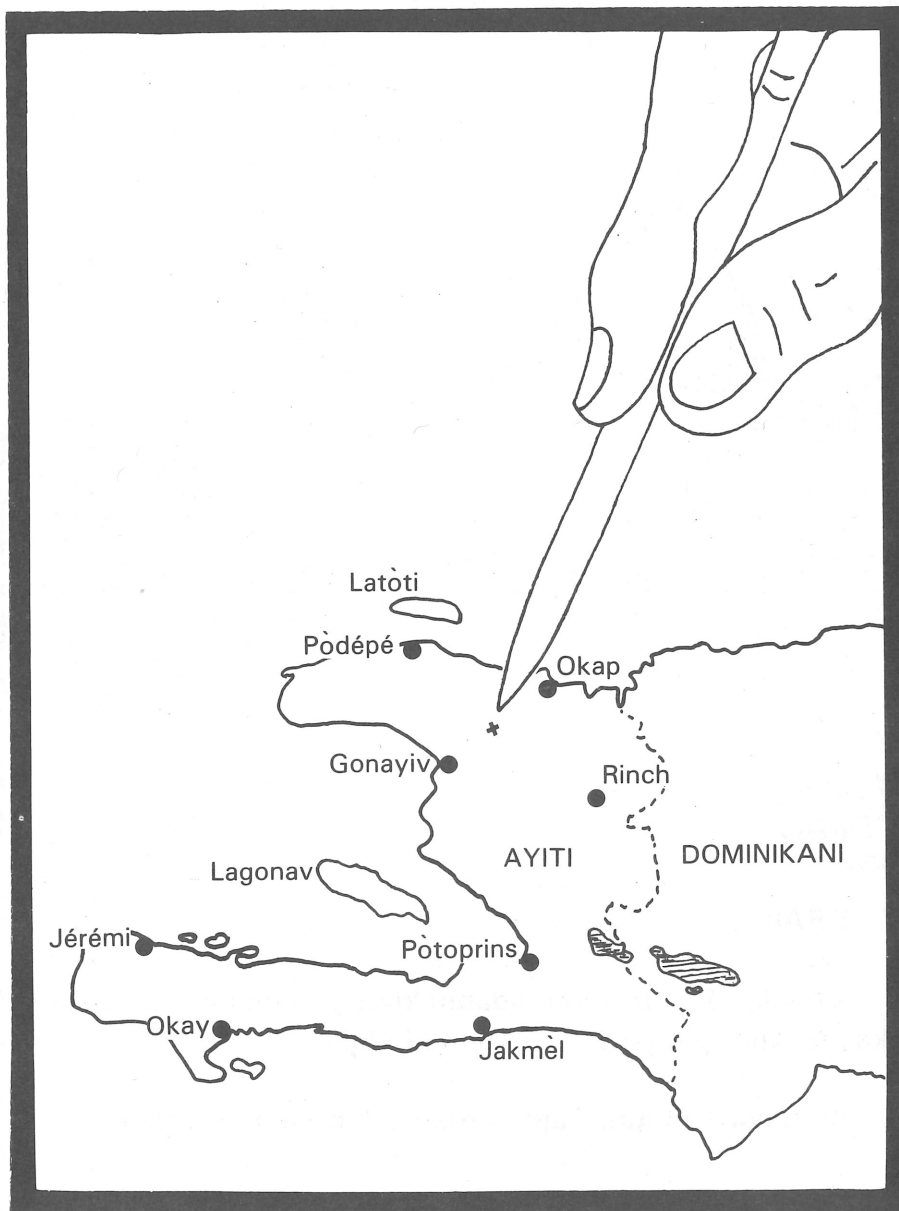 Latòti
Pòdépé
Okap
Gonayiv
Rinch
AYITI
DOMINIKANI
Lagonav
Jérémi
Pòtoprins
Okay
Jakmèl